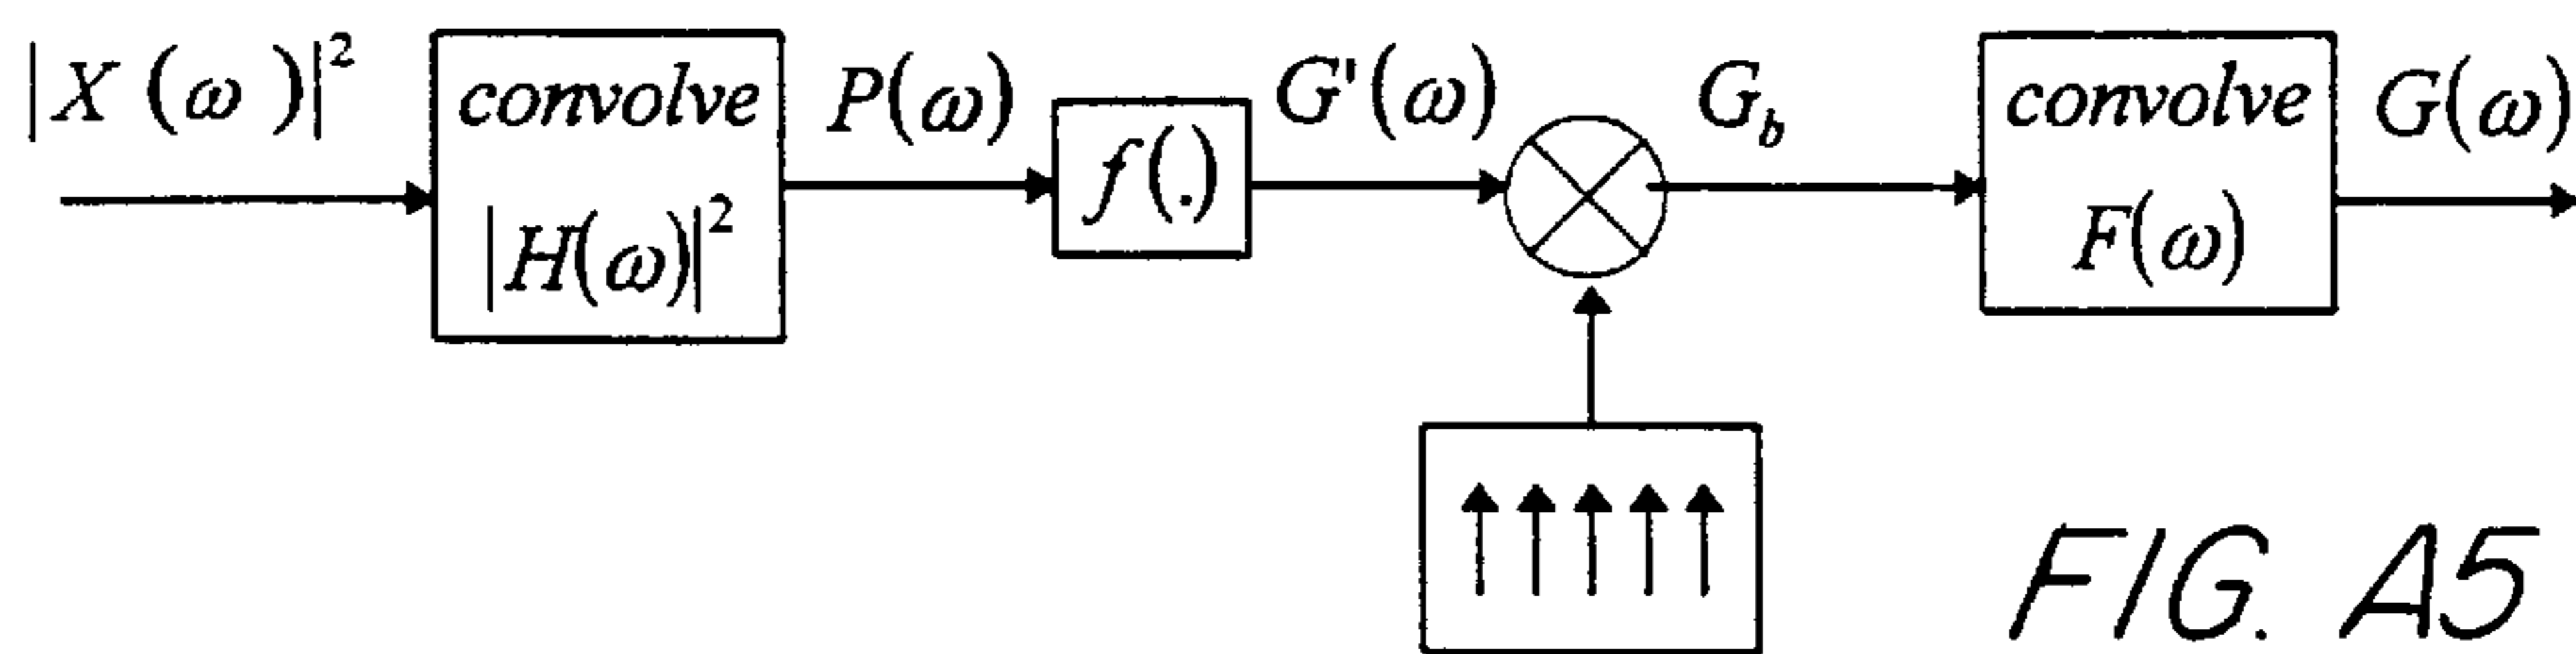 |X(ω)|²
convolve
|H(ω)|²
P(ω)
f(.)
G'(ω)
G_b
convolve
F(ω)
G(ω)
FIG. A5